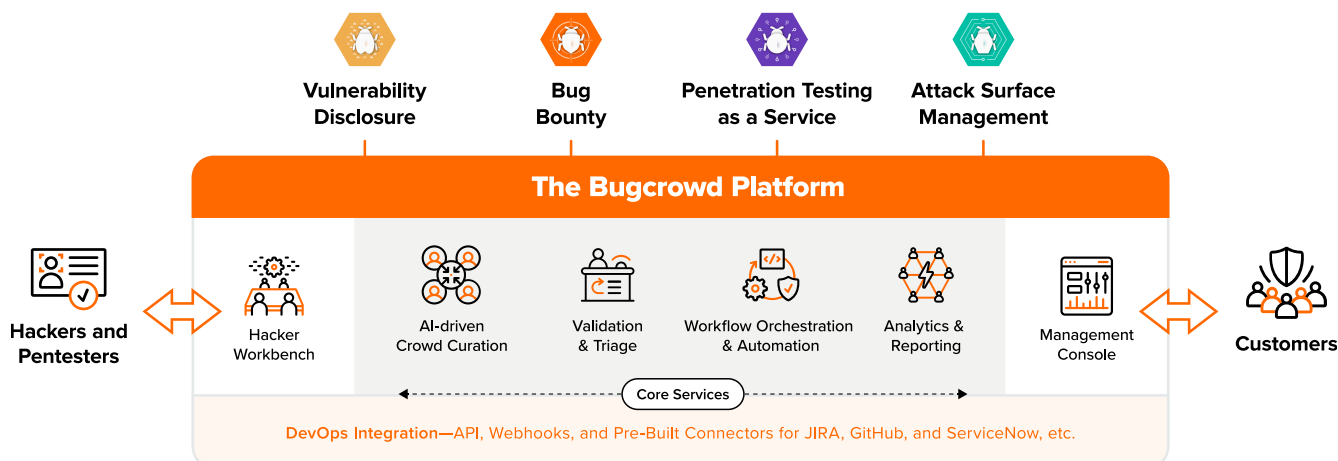 Vulnerability
Disclosure
Bug
Bounty
Penetration Testing
as a Service
Attack Surface
Management
The Bugcrowd Platform
Hackers and
Pentesters
Hacker
Workbench
AI-driven
Crowd Curation
Validation
& Triage
Workflow Orchestration
& Automation
Analytics &
Reporting
Management
Console
Customers
Core Services
DevOps Integration—API, Webhooks, and Pre-Built Connectors for JIRA, GitHub, and ServiceNow, etc.